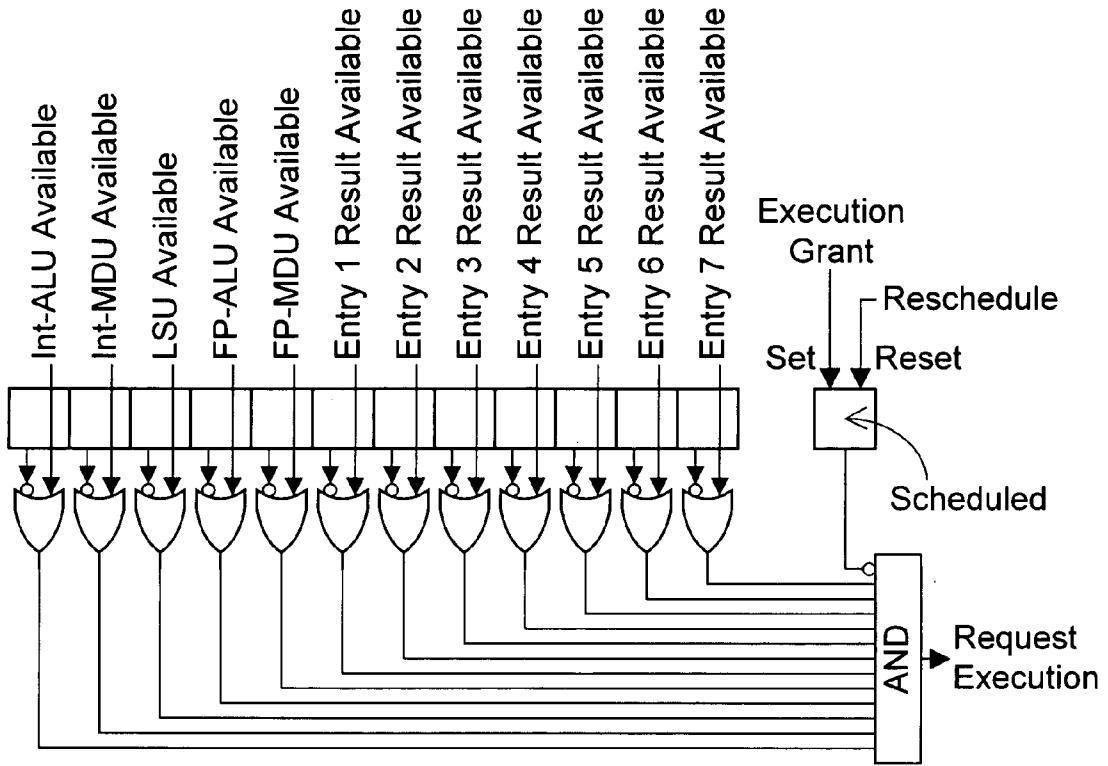 Int-ALU Available
Int-MDU Available
LSU Available
FP-ALU Available
FP-MDU Available
Entry 1 Result Available
Entry 2 Result Available
Entry 3 Result Available
Entry 4 Result Available
Entry 5 Result Available
Entry 6 Result Available
Entry 7 Result Available
Execution
Grant
Reschedule
Set
Reset
Scheduled
AND
Request
Execution